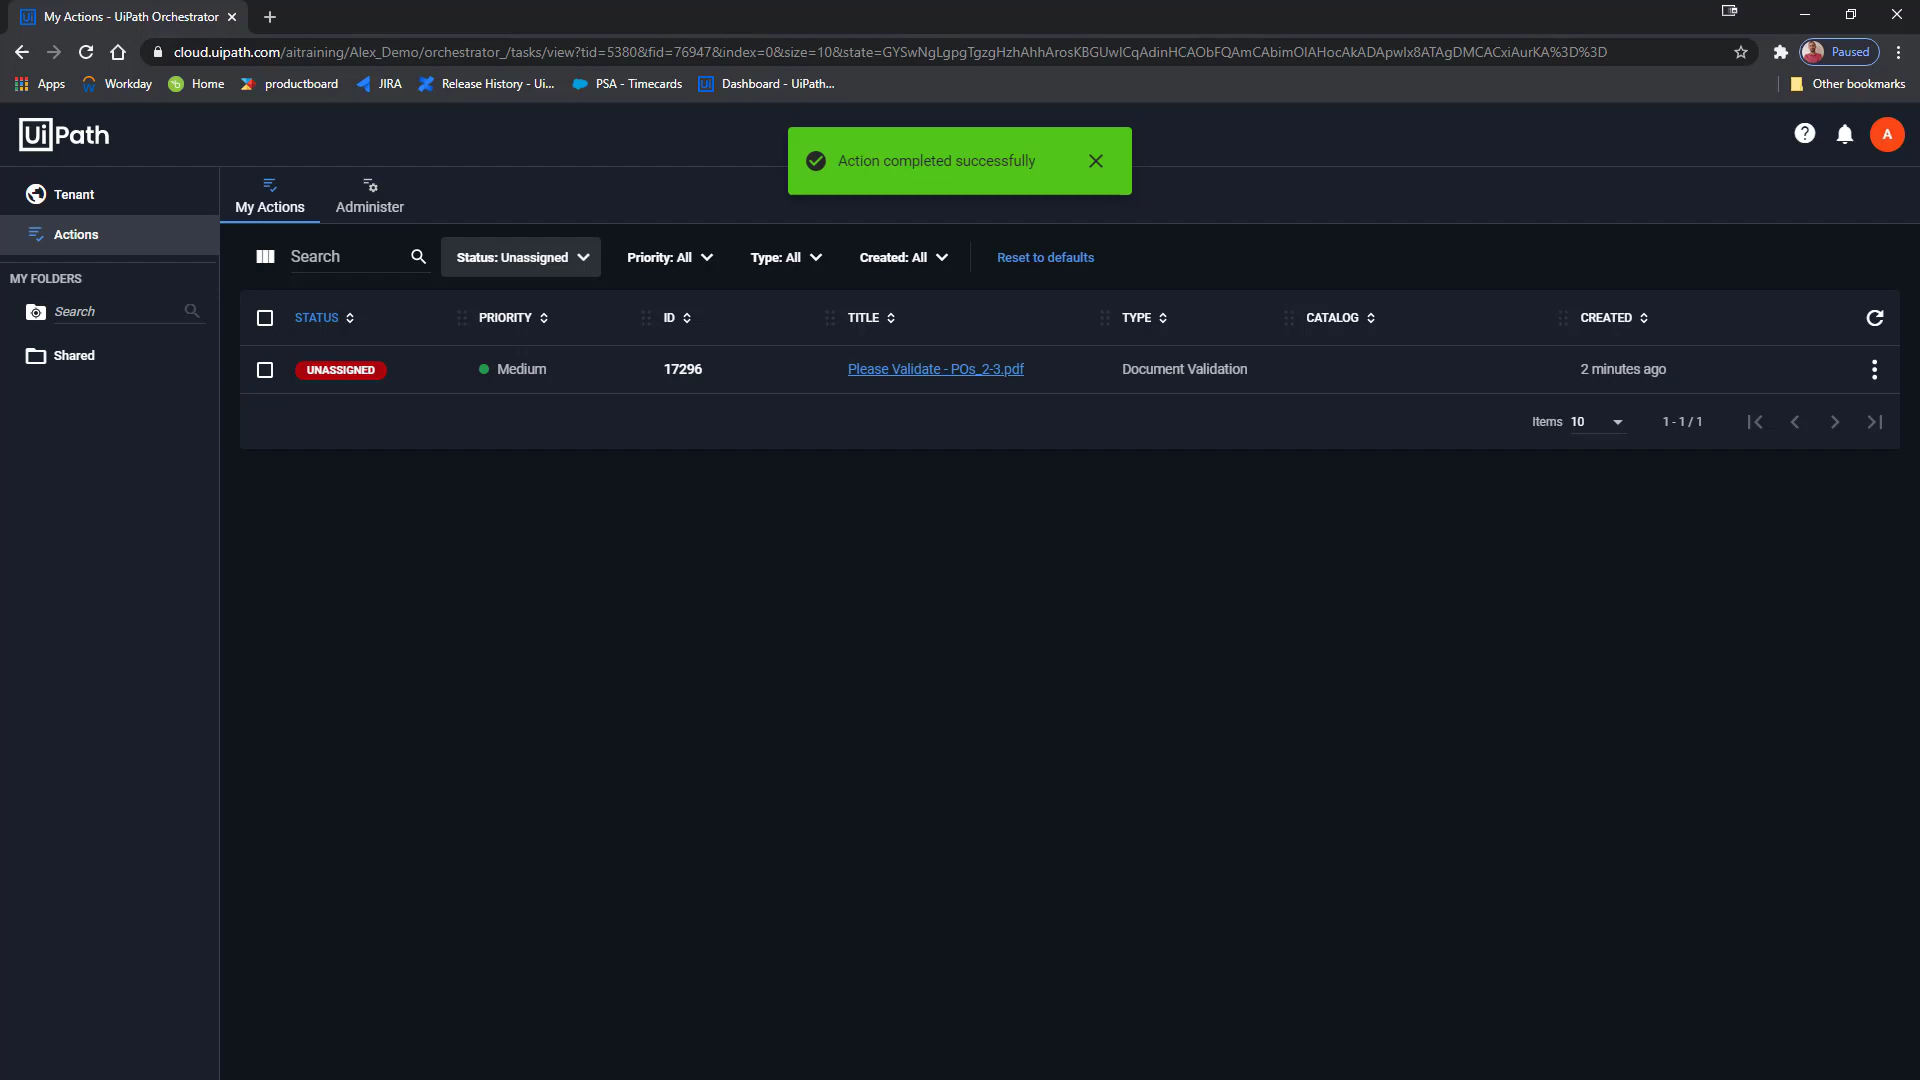 My Actions - UiPath Orchestrator
cloud.uipath.com/aitraining/Alex_Demo/orchestrator_/tasks/view?tid=5380&fid=76947&index=0&size=10&state=GYSwNgLgpgTgzgHzhAhhArosKBGUwICqAdinHCAObFQAmCAbimOIAHocAkADApwIx8ATAgDMCACxiAurKA%3D%3D
Paused
Apps
Workday
Home
productboard
JIRA
Release History - Ui...
PSA - Timecards
Dashboard - UiPath...
Other bookmarks
UiPath
Action completed successfully
A
Tenant
Actions
MY FOLDERS
Search
Shared
My Actions
Administer
Search
Status: Unassigned
Priority: All
Type: All
Created: All
Reset to defaults
STATUS
PRIORITY
ID
TITLE
TYPE
CATALOG
CREATED
UNASSIGNED
Medium
17296
Please Validate - POs_2-3.pdf
Document Validation
2 minutes ago
Items 10
1 - 1 / 1